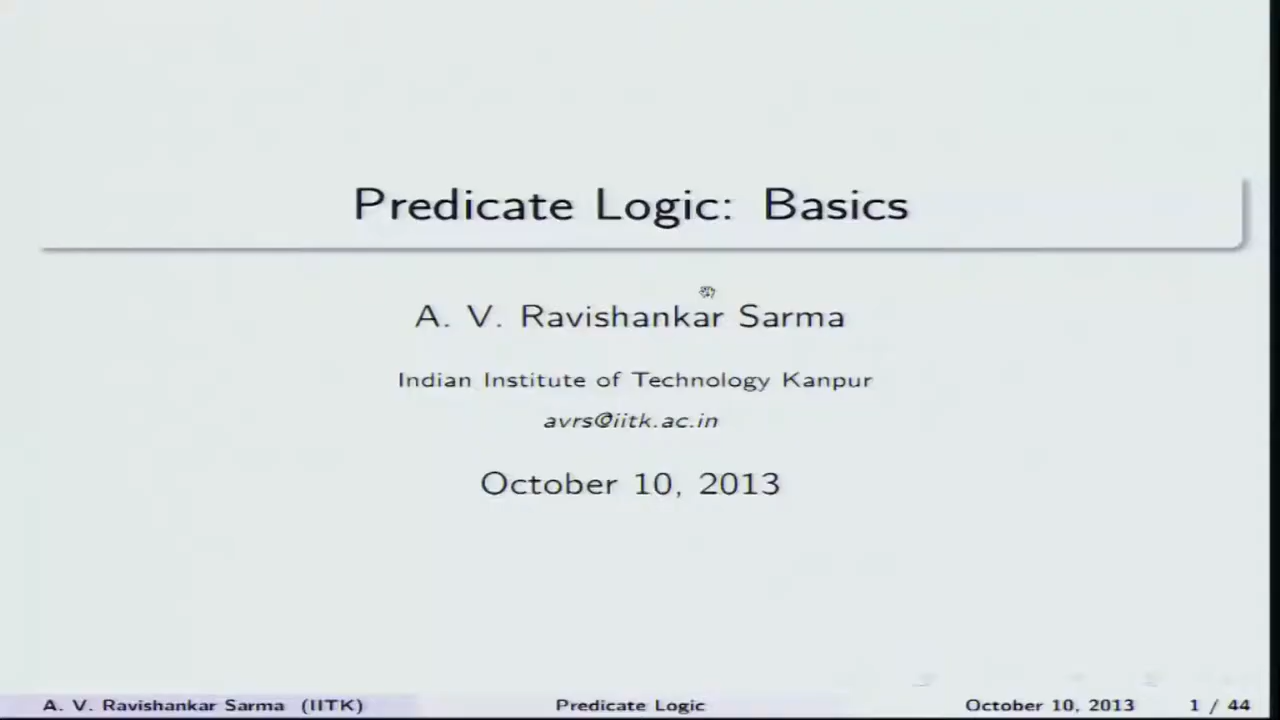 Predicate Logic: Basics
A. V. Ravishankar Sarma
Indian Institute of Technology Kanpur
avrs@iitk.ac.in
October 10, 2013
A. V. Ravishankar Sarma (IITK) Predicate Logic October 10, 2013 1 / 44